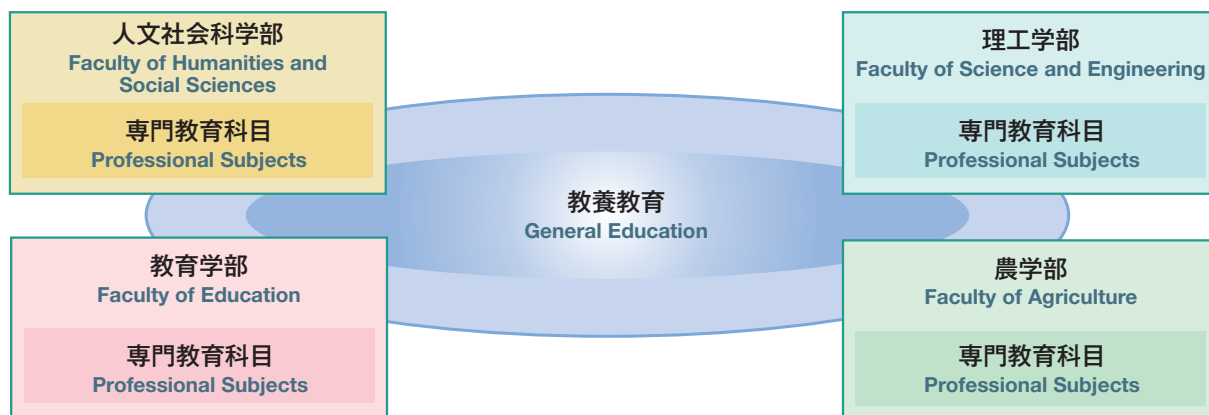 人文社会科学部
Faculty of Humanities and
Social Sciences
専門教育科目
Professional Subjects
理工学部
Faculty of Science and Engineering
専門教育科目
Professional Subjects
教養教育
General Education
教育学部
Faculty of Education
専門教育科目
Professional Subjects
農学部
Faculty of Agriculture
専門教育科目
Professional Subjects